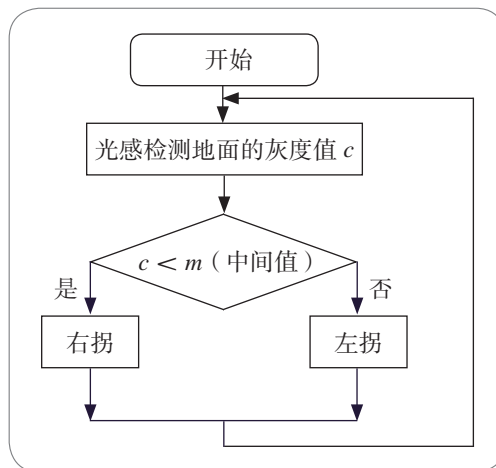 开始
光感检测地面的灰度值 c
c < m（中间值）
是
否
右拐
左拐